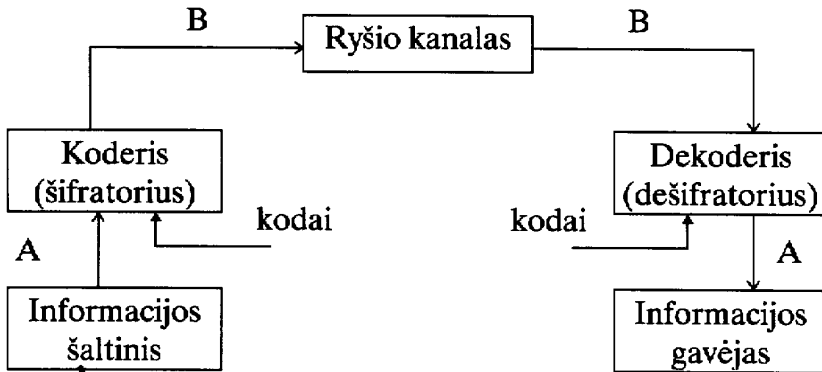 B
Ryšio kanalas
B
Koderis
(šifratorius)
Dekoderis
(dešifratorius)
kodai
kodai
A
A
Informacijos
šaltinis
Informacijos
gavėjas